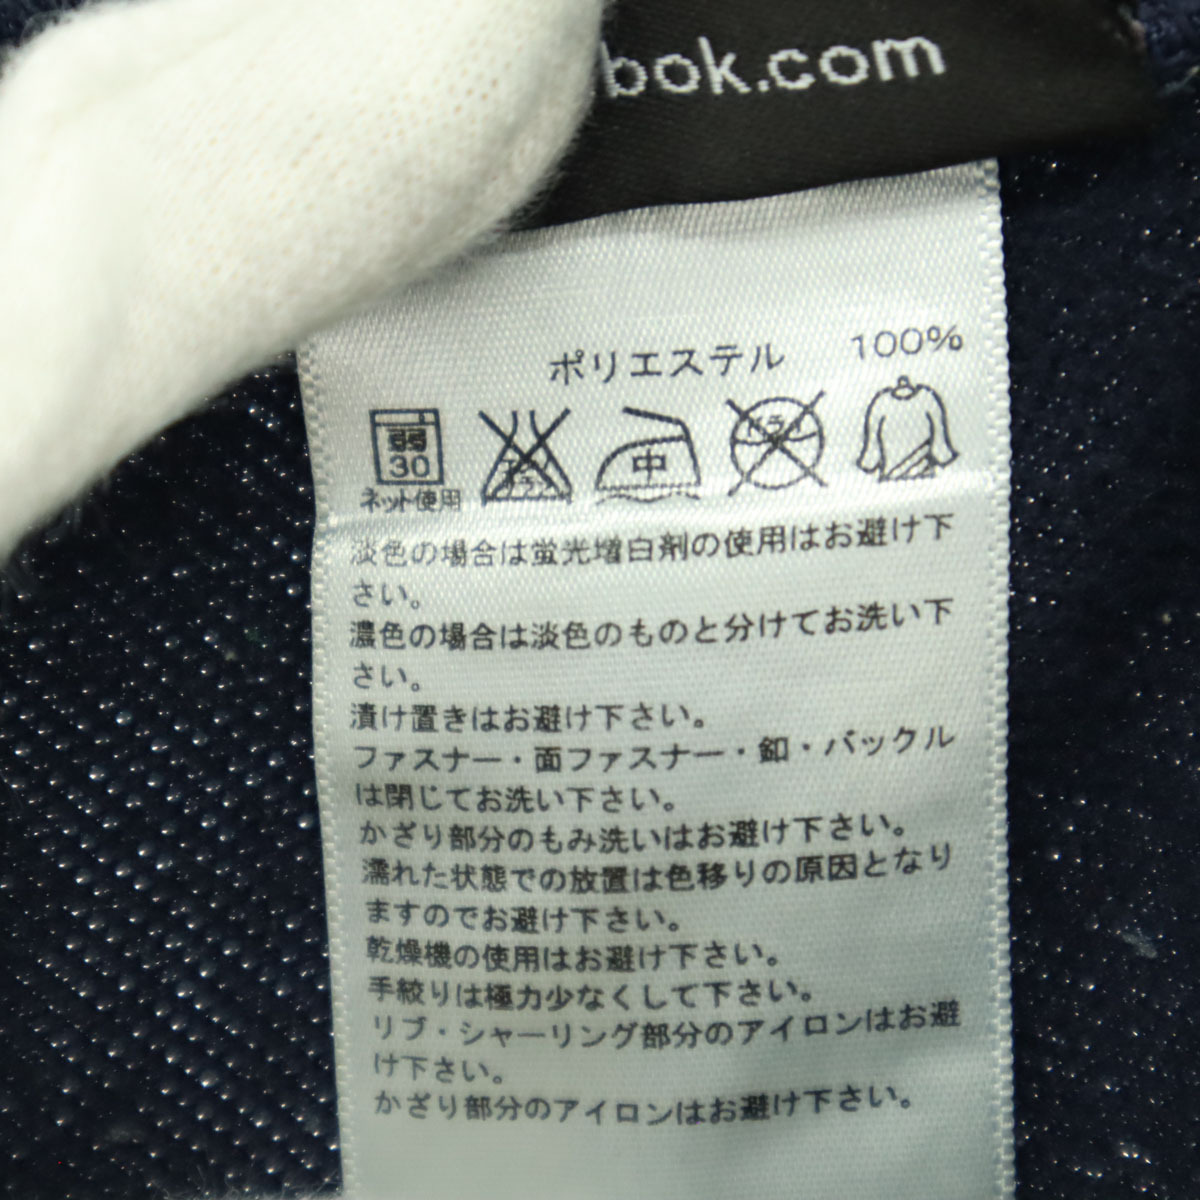 bok.com
ポリエステル 100%
弱
30
中
ドライ
ネット使用
淡色の場合は蛍光増白剤の使用はお避け下
さい。
濃色の場合は淡色のものと分けてお洗い下
さい。
漬け置きはお避け下さい。
ファスナー・面ファスナー・釦・バックル
は閉じてお洗い下さい。
かざり部分のもみ洗いはお避け下さい。
濡れた状態での放置は色移りの原因となり
ますのでお避け下さい。
乾燥機の使用はお避け下さい。
手絞りは極力少なくして下さい。
リブ・シャーリング部分のアイロンはお避
け下さい。
かざり部分のアイロンはお避け下さい。